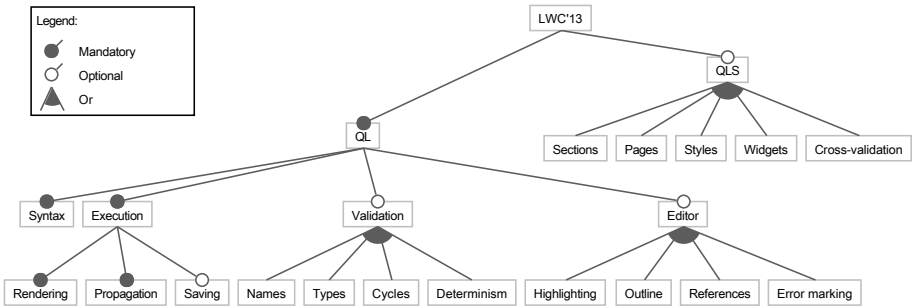 Legend:
Mandatory
Optional
Or
LWC'13
QLS
QL
Sections Pages Styles Widgets Cross-validation
Syntax Execution Validation Editor
Rendering Propagation Saving Names Types Cycles Determinism Highlighting Outline References Error marking